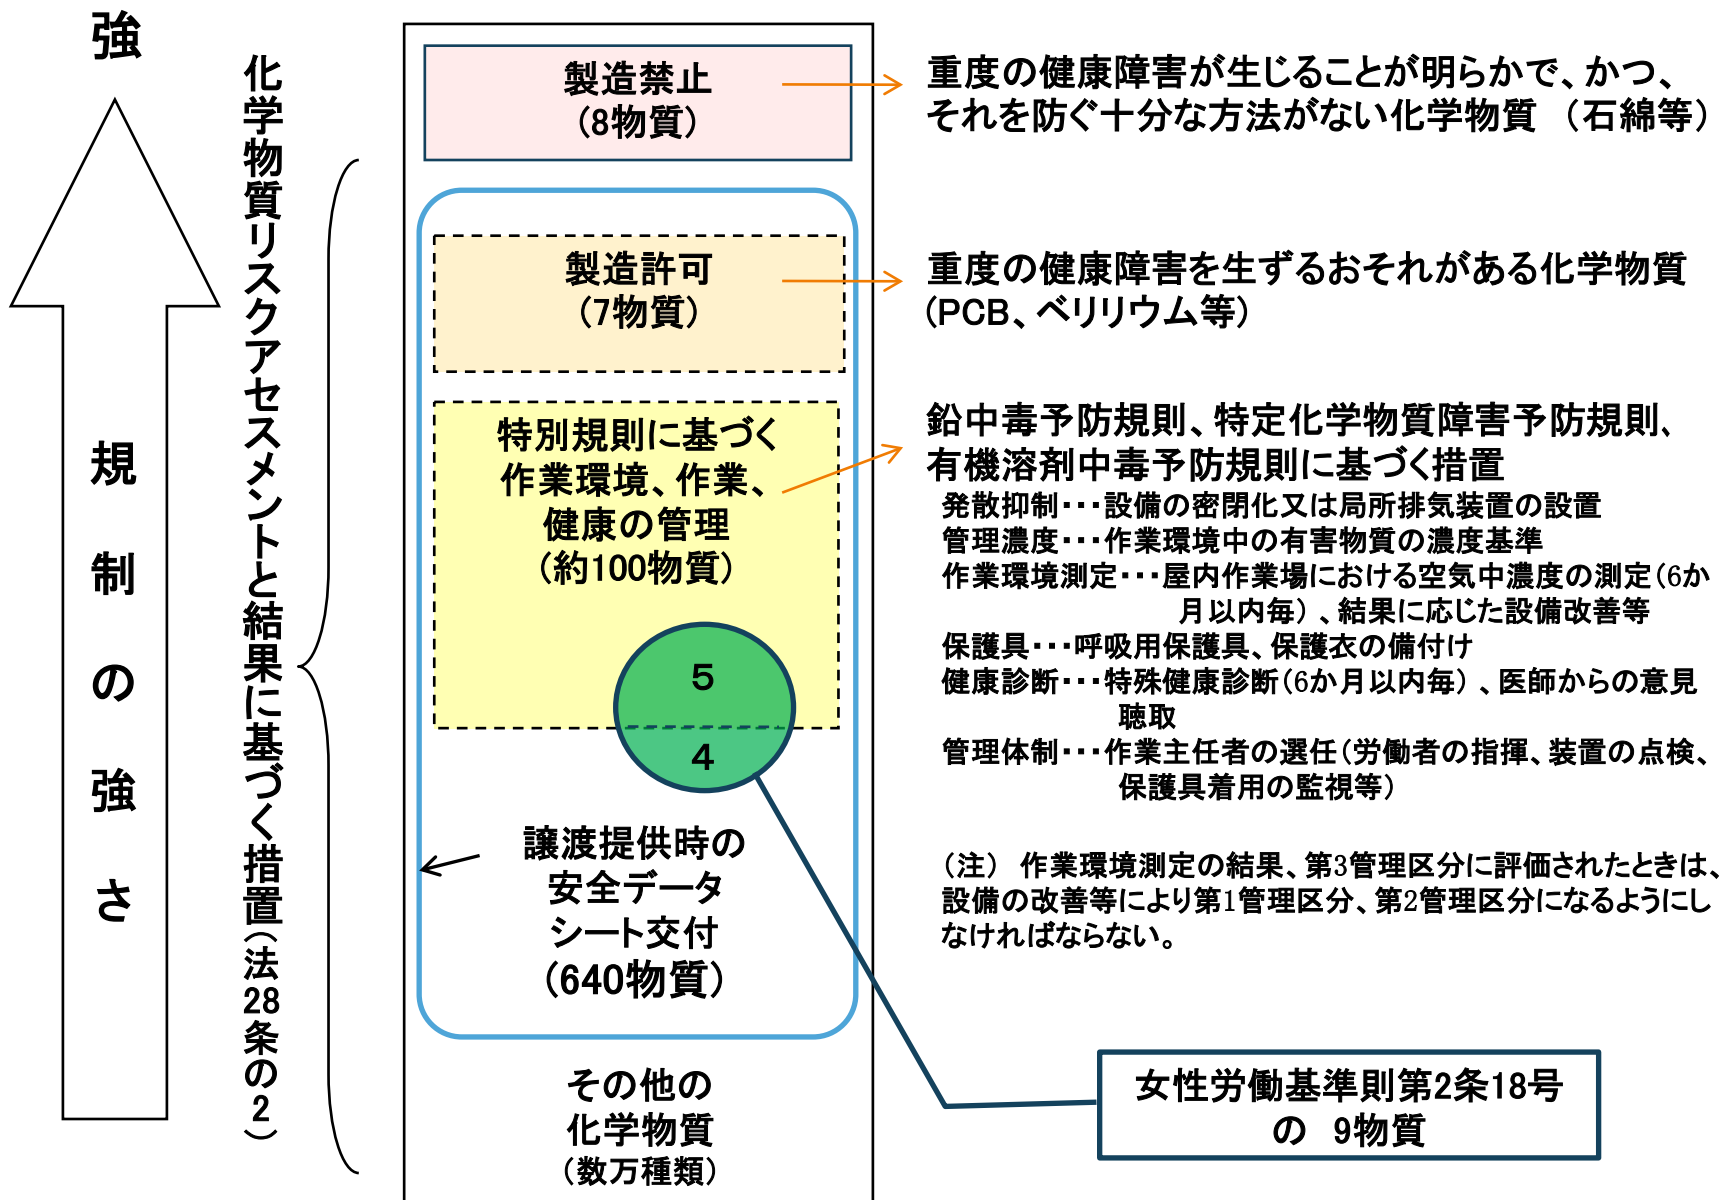 強
規制の強さ
化学物質リスクアセスメントと結果に基づく措置(法28条の2)
製造禁止
(8物質)
重度の健康障害が生じることが明らかで、かつ、
それを防ぐ十分な方法がない化学物質 (石綿等)
製造許可
(7物質)
重度の健康障害を生ずるおそれがある化学物質
(PCB、ベリリウム等)
特別規則に基づく
作業環境、作業、
健康の管理
(約100物質)
5
4
鉛中毒予防規則、特定化学物質障害予防規則、
有機溶剤中毒予防規則に基づく措置
発散抑制・・・設備の密閉化又は局所排気装置の設置
管理濃度・・・作業環境中の有害物質の濃度基準
作業環境測定・・・屋内作業場における空気中濃度の測定(6か
月以内毎)、結果に応じた設備改善等
保護具・・・呼吸用保護具、保護衣の備付け
健康診断・・・特殊健康診断(6か月以内毎)、医師からの意見
聴取
管理体制・・・作業主任者の選任(労働者の指揮、装置の点検、
保護具着用の監視等)
(注) 作業環境測定の結果、第3管理区分に評価されたときは、
設備の改善等により第1管理区分、第2管理区分になるようにし
なければならない。
譲渡提供時の
安全データ
シート交付
(640物質)
その他の
化学物質
(数万種類)
女性労働基準則第2条18号
の 9物質